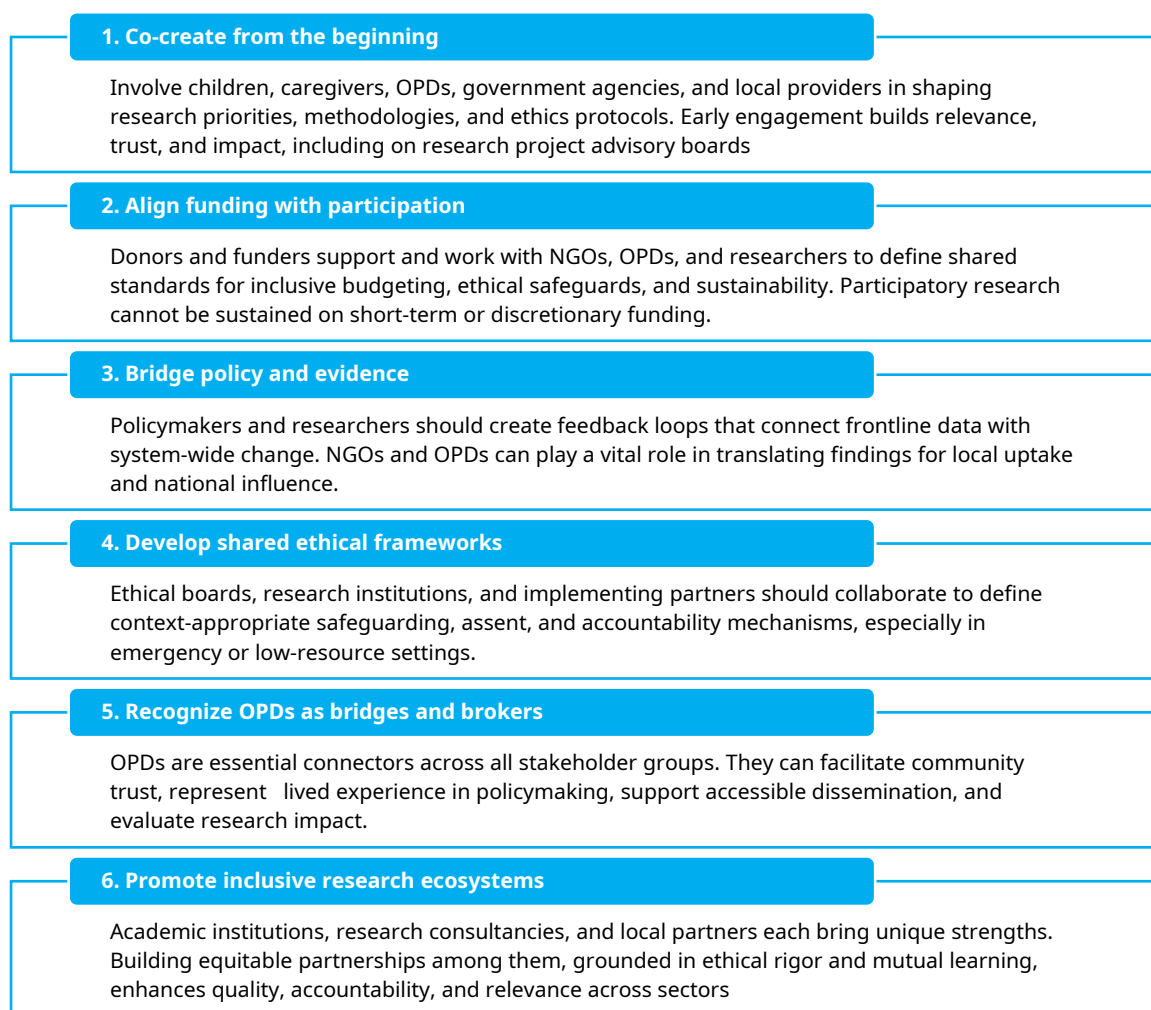 1. Co-create from the beginning
Involve children, caregivers, OPDs, government agencies, and local providers in shaping
research priorities, methodologies, and ethics protocols. Early engagement builds relevance,
trust, and impact, including on research project advisory boards
2. Align funding with participation
Donors and funders support and work with NGOs, OPDs, and researchers to define shared
standards for inclusive budgeting, ethical safeguards, and sustainability. Participatory research
cannot be sustained on short-term or discretionary funding.
3. Bridge policy and evidence
Policymakers and researchers should create feedback loops that connect frontline data with
system-wide change. NGOs and OPDs can play a vital role in translating findings for local uptake
and national influence.
4. Develop shared ethical frameworks
Ethical boards, research institutions, and implementing partners should collaborate to define
context-appropriate safeguarding, assent, and accountability mechanisms, especially in
emergency or low-resource settings.
5. Recognize OPDs as bridges and brokers
OPDs are essential connectors across all stakeholder groups. They can facilitate community
trust, represent   lived experience in policymaking, support accessible dissemination, and
evaluate research impact.
6. Promote inclusive research ecosystems
Academic institutions, research consultancies, and local partners each bring unique strengths.
Building equitable partnerships among them, grounded in ethical rigor and mutual learning,
enhances quality, accountability, and relevance across sectors